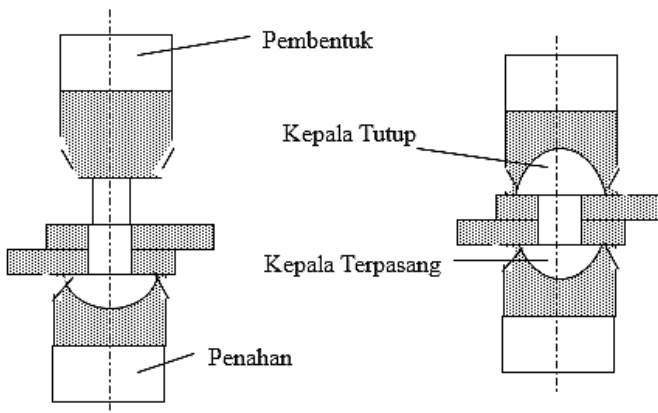 Pembentuk
Kepala Tutup
Kepala Terpasang
Penahan